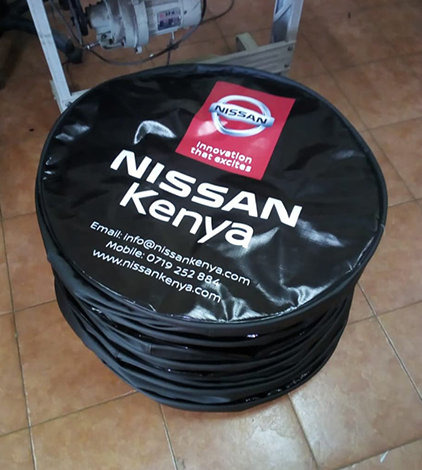 NISSAN
Innovation
that excites
NISSAN
Kenya
Email: info@nissankenya.com
Mobile: 0719 252 884
www.nissankenya.com